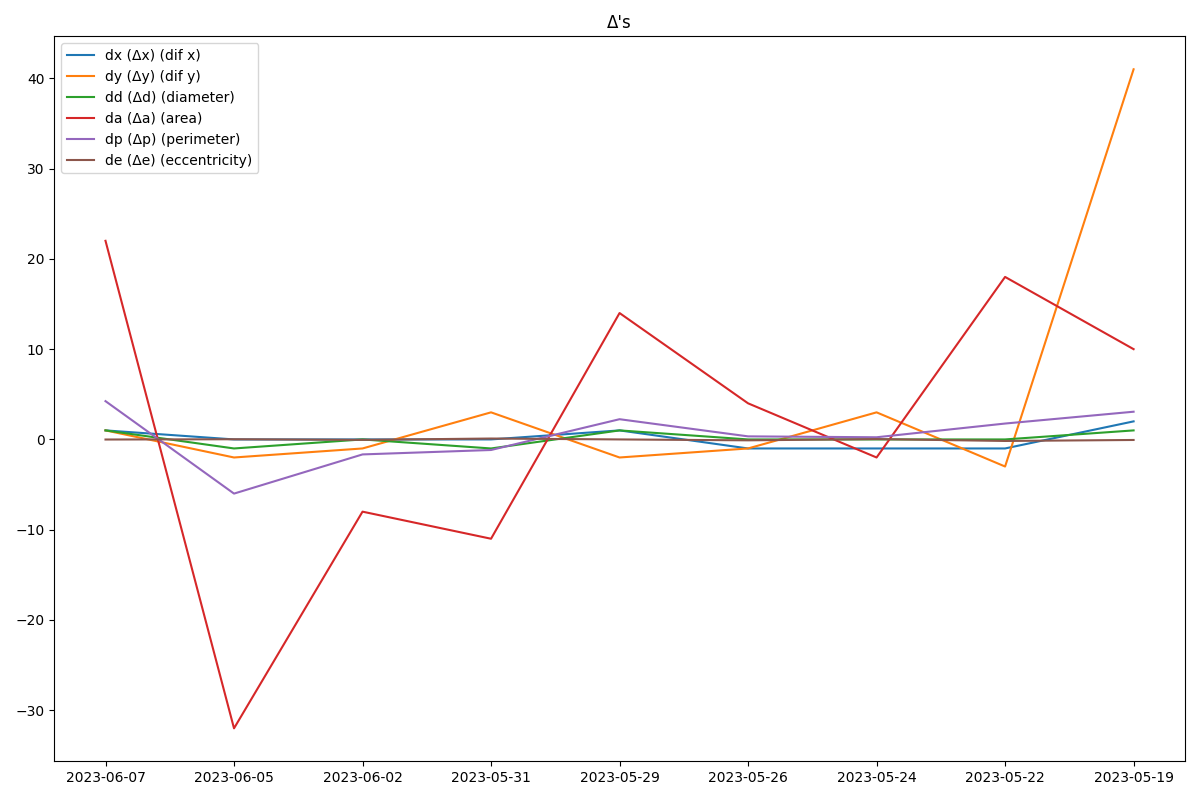 Δ's
dx (Δx) (dif x)
dy (Δy) (dif y)
dd (Δd) (diameter)
da (Δa) (area)
dp (Δp) (perimeter)
de (Δe) (eccentricity)
40
30
20
10
0
−10
−20
−30
2023-06-07 2023-06-05 2023-06-02 2023-05-31 2023-05-29 2023-05-26 2023-05-24 2023-05-22 2023-05-19